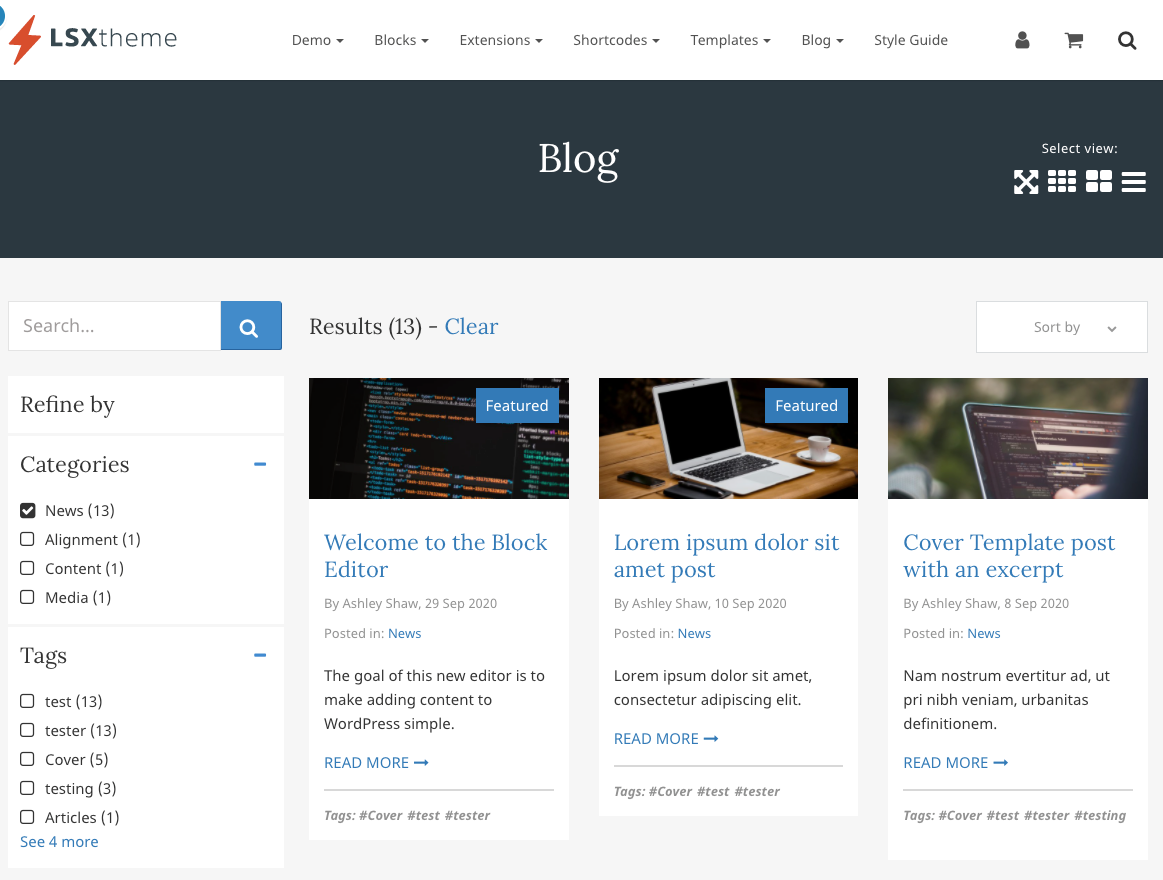 LSXtheme
Demo Blocks Extensions Shortcodes Templates Blog Style Guide
Blog
Select view:
Search...
Results (13) - Clear
Sort by
Refine by
Categories
News (13)
Alignment (1)
Content (1)
Media (1)
Tags
test (13)
tester (13)
Cover (5)
testing (3)
Articles (1)
See 4 more
Featured
Welcome to the Block
Editor
By Ashley Shaw, 29 Sep 2020
Posted in: News
The goal of this new editor is to
make adding content to
WordPress simple.
READ MORE
Tags: #Cover #test #tester
Featured
Lorem ipsum dolor sit
amet post
By Ashley Shaw, 10 Sep 2020
Posted in: News
Lorem ipsum dolor sit amet,
consectetur adipiscing elit.
READ MORE
Tags: #Cover #test #tester
Cover Template post
with an excerpt
By Ashley Shaw, 8 Sep 2020
Posted in: News
Nam nostrum evertitur ad, ut
pri nibh veniam, urbanitas
definitionem.
READ MORE
Tags: #Cover #test #tester #testing